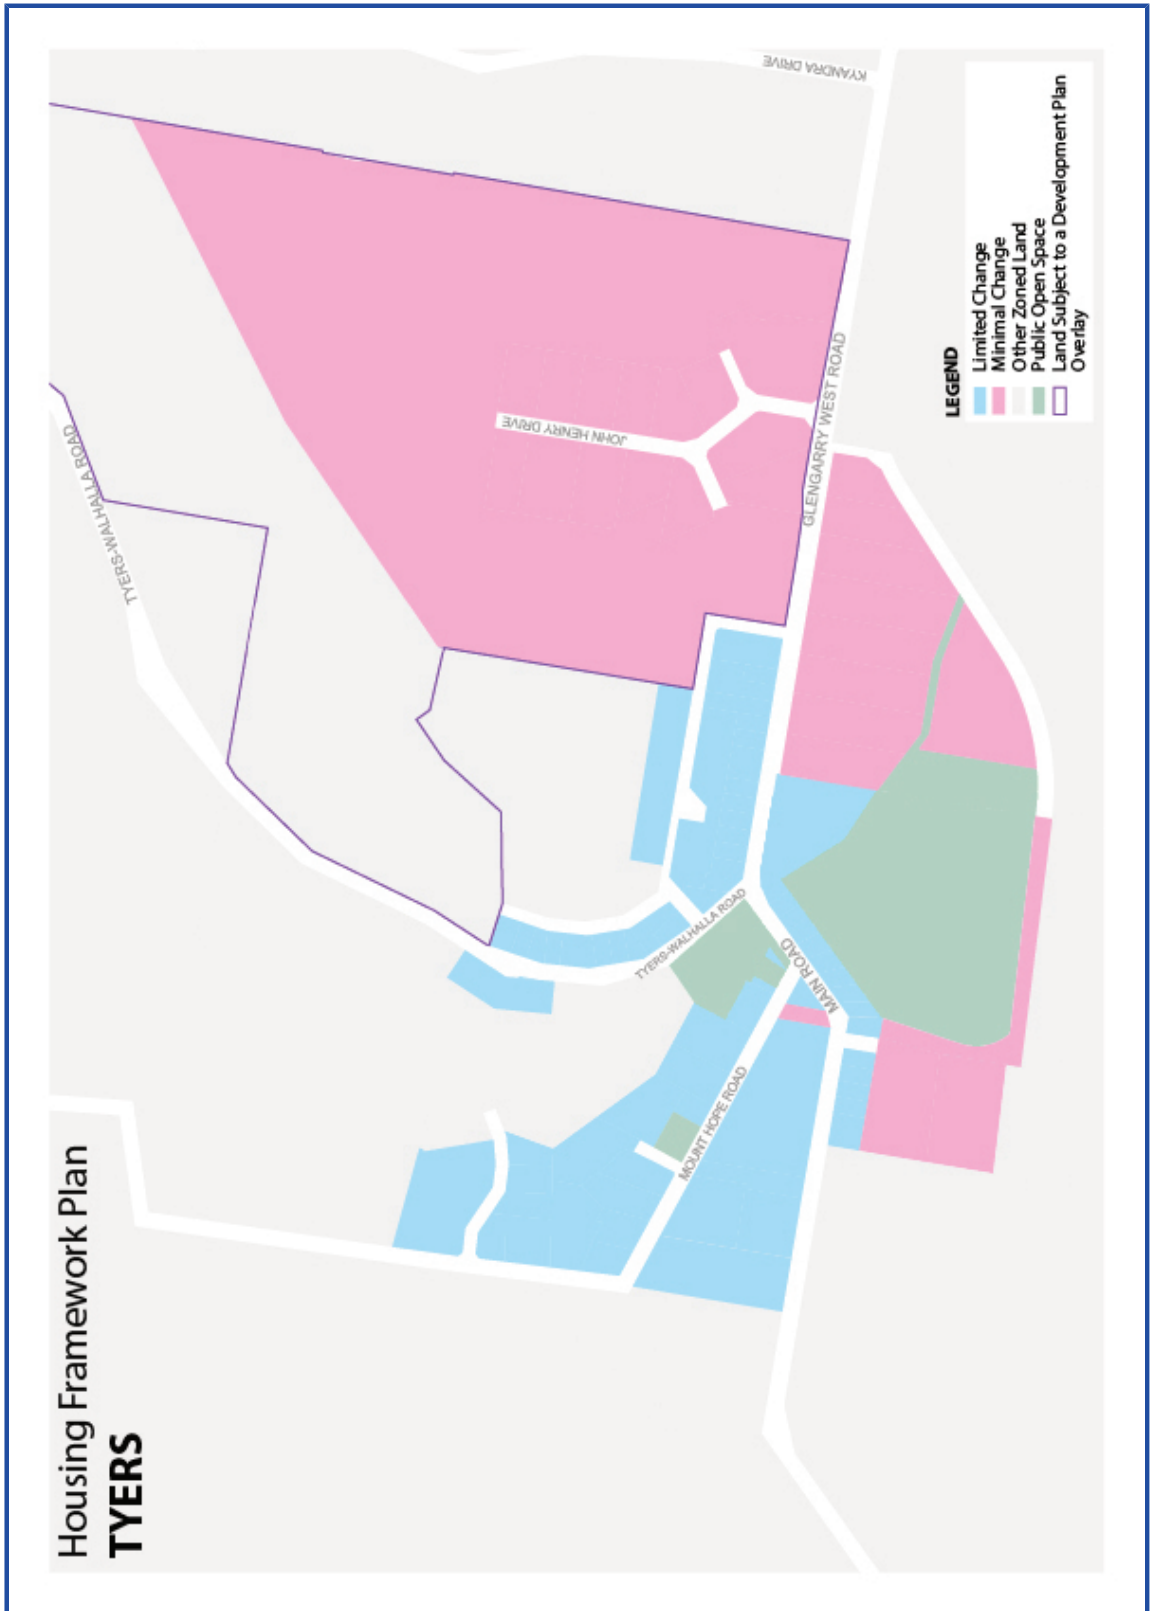 Housing Framework Plan
TYERS
TYERS-WALHALLA ROAD
KYANDRA DRIVE
JOHN HENRY DRIVE
GLENGARRY WEST ROAD
TYERS-WALHALLA ROAD
MAIN ROAD
MOUNT HOPE ROAD
LEGEND
Limited Change
Minimal Change
Other Zoned Land
Public Open Space
Land Subject to a Development Plan
Overlay